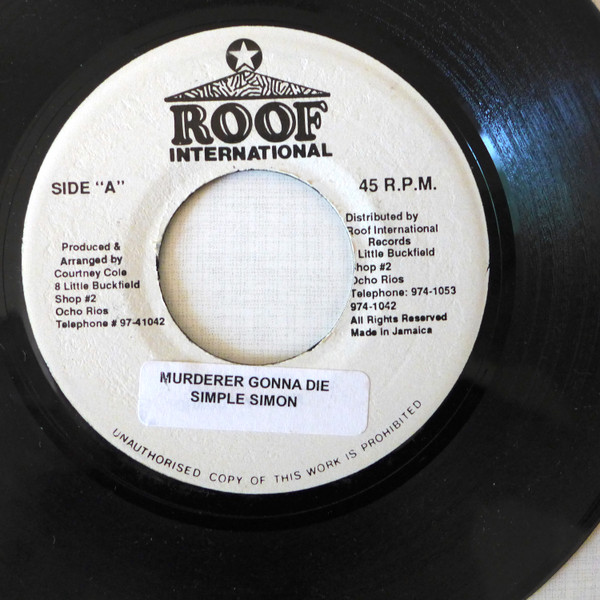 ROOF
INTERNATIONAL
SIDE "A"
45 R.P.M.
Produced &
Arranged by
Courtney Cole
8 Little Buckfield
Shop #2
Ocho Rios
Telephone # 97-41042
Distributed by
Roof International
Records
Little Buckfield
Shop #2
Ocho Rios
Telephone: 974-1053
974-1042
All Rights Reserved
Made in Jamaica
MURDERER GONNA DIE
SIMPLE SIMON
UNAUTHORISED COPY OF THIS WORK IS PROHIBITED